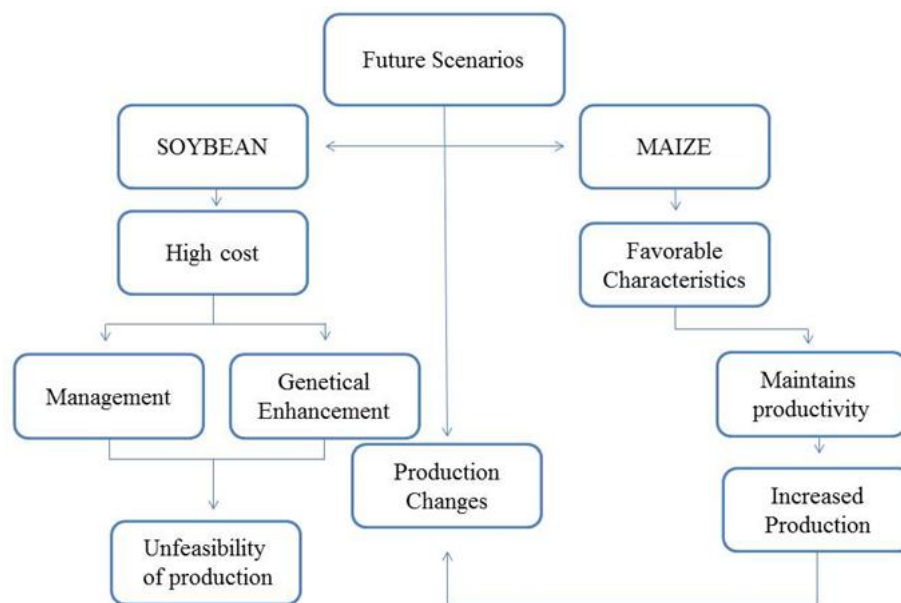 Future Scenarios
SOYBEAN
MAIZE
High cost
Favorable
Characteristics
Management
Genetical
Enhancement
Maintains
productivity
Production
Changes
Increased
Production
Unfeasibility
of production